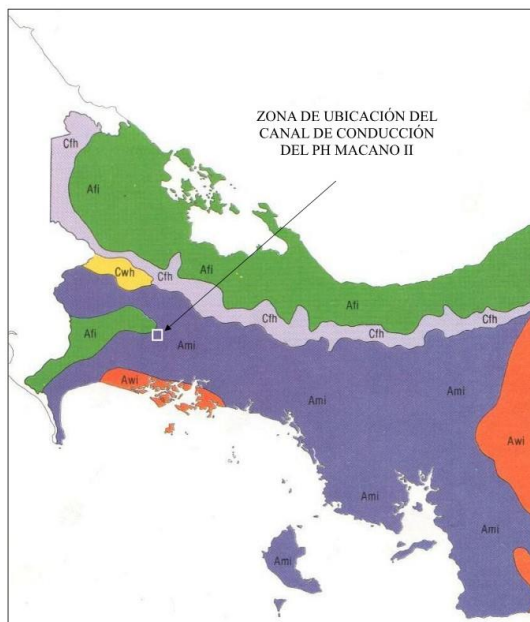 ZONA DE UBICACIÓN DEL
CANAL DE CONDUCCIÓN
DEL PH MACANO II
Cfh
Afi
Cwh
Cfh
Afi
Afi
Cfh
Cfh
Afi
Ami
Awi
Ami
Ami
Awi
Ami
Ami
Ami